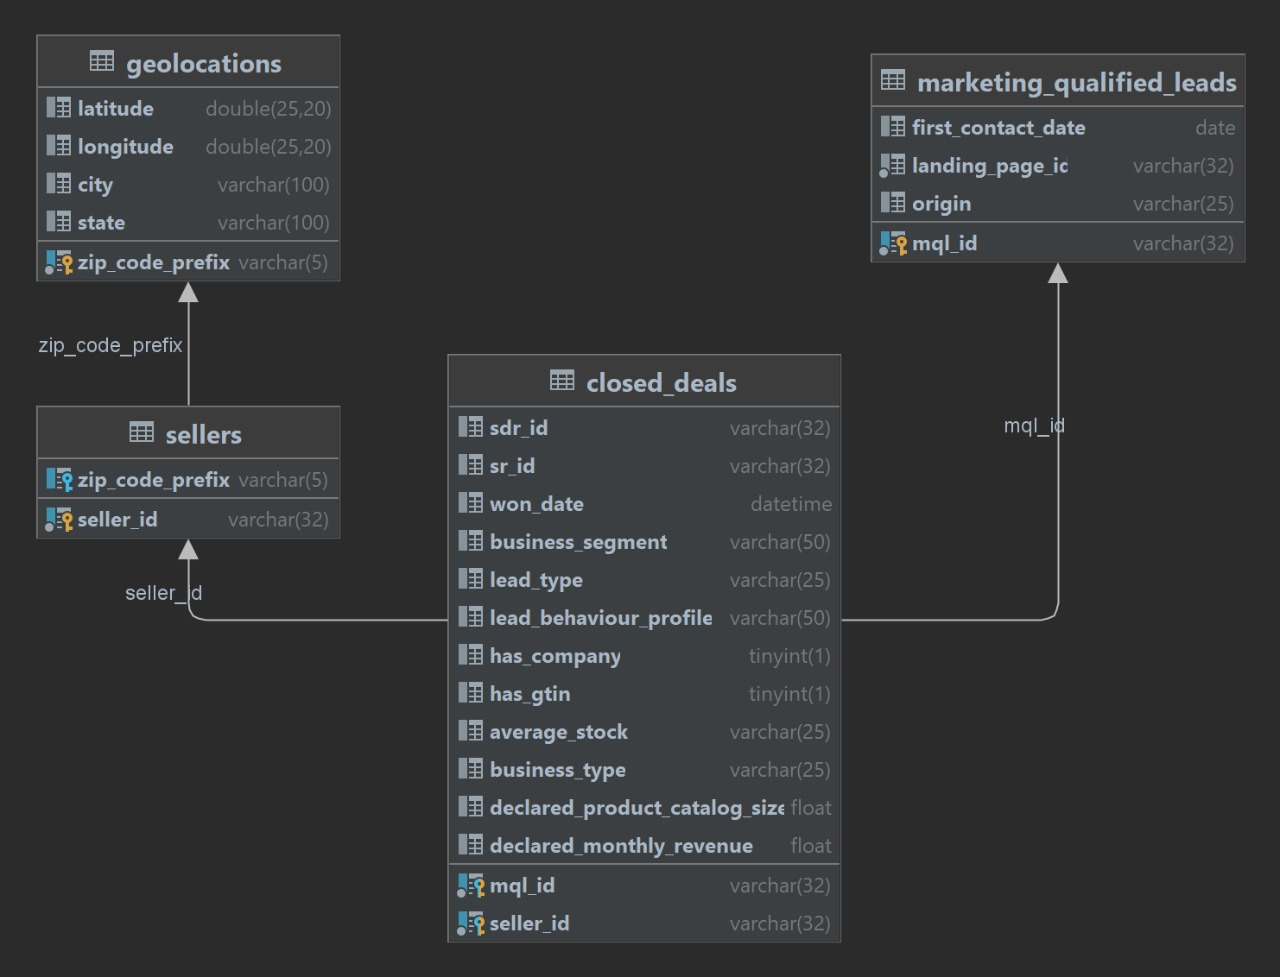 geolocations
latitude double(25,20)
longitude double(25,20)
city varchar(100)
state varchar(100)
zip_code_prefix varchar(5)
zip_code_prefix
sellers
zip_code_prefix varchar(5)
seller_id varchar(32)
seller_id
closed_deals
sdr_id varchar(32)
sr_id varchar(32)
won_date datetime
business_segment varchar(50)
lead_type varchar(25)
lead_behaviour_profile varchar(50)
has_company tinyint(1)
has_gtin tinyint(1)
average_stock varchar(25)
business_type varchar(25)
declared_product_catalog_size float
declared_monthly_revenue float
mql_id varchar(32)
seller_id varchar(32)
marketing_qualified_leads
first_contact_date date
landing_page_id varchar(32)
origin varchar(25)
mql_id varchar(32)
mql_id